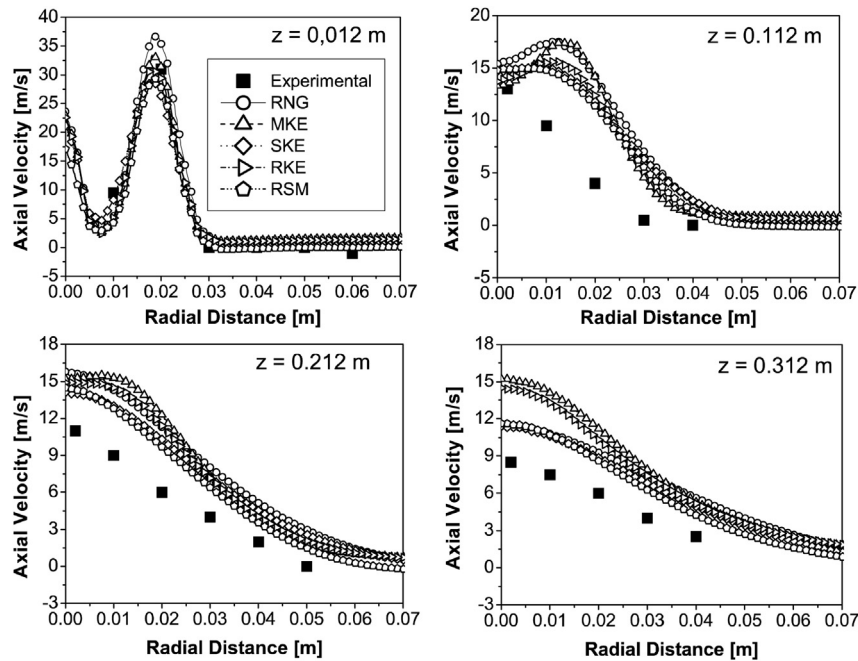 z = 0,012 m
Axial Velocity [m/s]
40
35
30
25
20
15
10
5
0
-5
Experimental
RNG
MKE
SKE
RKE
RSM
0.00 0.01 0.02 0.03 0.04 0.05 0.06 0.07
Radial Distance [m]
z = 0.112 m
Axial Velocity [m/s]
20
15
10
5
0
-5
0.00 0.01 0.02 0.03 0.04 0.05 0.06 0.07
Radial Distance [m]
z = 0.212 m
Axial Velocity [m/s]
18
15
12
9
6
3
0
-3
0.00 0.01 0.02 0.03 0.04 0.05 0.06 0.07
Radial Distance [m]
z = 0.312 m
Axial Velocity [m/s]
18
15
12
9
6
3
0
-3
0.00 0.01 0.02 0.03 0.04 0.05 0.06 0.07
Radial Distance [m]